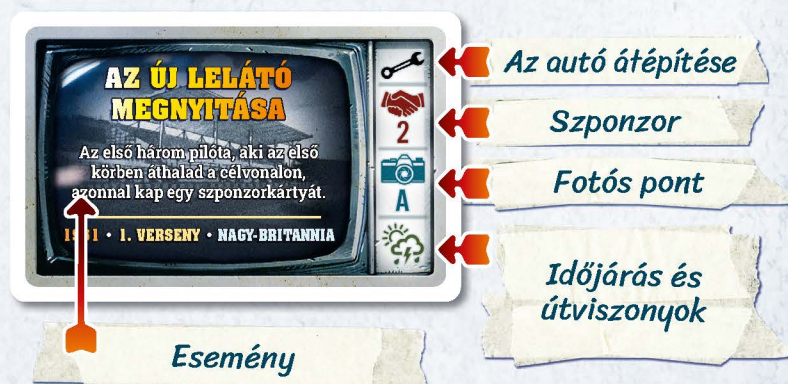 AZ ÚJ LELÁTÓ
MEGNYITÁSA
Az első három pilóta, aki az első
körben áthalad a célvonalon,
azonnal kap egy szponzorkártyát.
1961 • 1. VERSENY • NAGY-BRITANNIA
2
A
Az autó átépítése
Szponzor
Fotós pont
Időjárás és
útviszonyok
Esemény